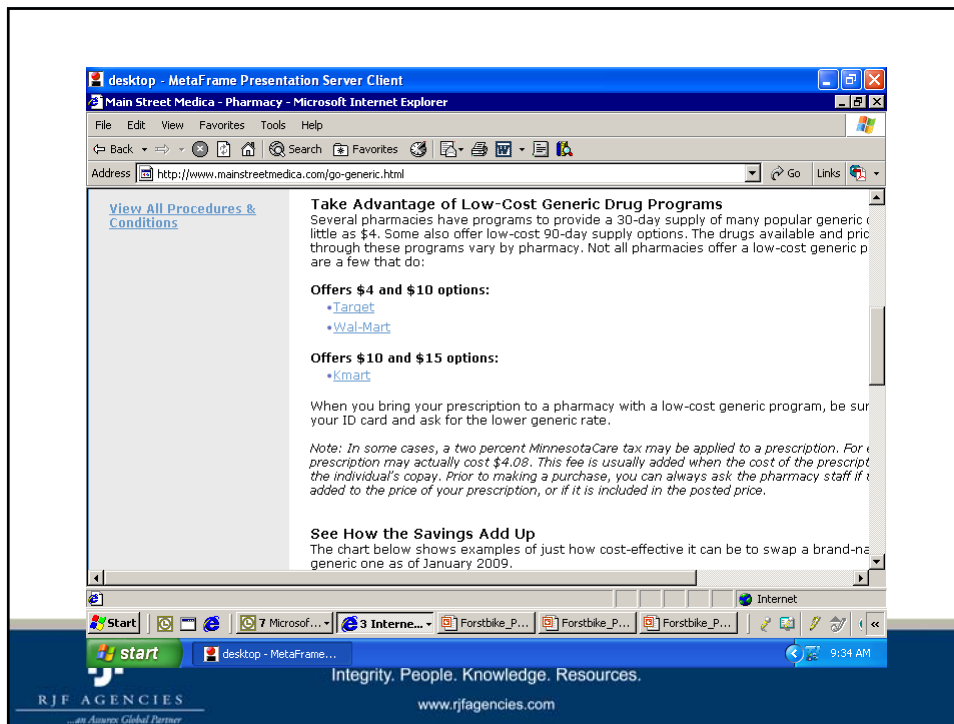 desktop - MetaFrame Presentation Server Client
Main Street Medica - Pharmacy - Microsoft Internet Explorer
File Edit View Favorites Tools Help
Back Search Favorites
Address http://www.mainstreetmedica.com/go-generic.html Go Links
View All Procedures &
Conditions
Take Advantage of Low-Cost Generic Drug Programs
Several pharmacies have programs to provide a 30-day supply of many popular generic
little as $4. Some also offer low-cost 90-day supply options. The drugs available and pric
through these programs vary by pharmacy. Not all pharmacies offer a low-cost generic p
are a few that do:
Offers $4 and $10 options:
•Target
•Wal-Mart
Offers $10 and $15 options:
•Kmart
When you bring your prescription to a pharmacy with a low-cost generic program, be sur
your ID card and ask for the lower generic rate.
Note: In some cases, a two percent MinnesotaCare tax may be applied to a prescription. For
prescription may actually cost $4.08. This fee is usually added when the cost of the prescript
the individual's copay. Prior to making a purchase, you can always ask the pharmacy staff if
added to the price of your prescription, or if it is included in the posted price.
See How the Savings Add Up
The chart below shows examples of just how cost-effective it can be to swap a brand-na
generic one as of January 2009.
Internet
Start 7 Microsof... 3 Interne... Forstbike_P... Forstbike_P... Forstbike_P...
start desktop - MetaFrame... 9:34 AM
Integrity. People. Knowledge. Resources.
RJF AGENCIES
www.rjfagencies.com
...an Assurex Global Partner